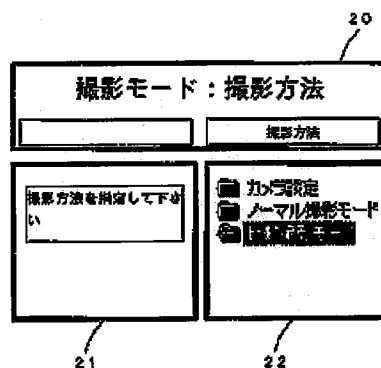 20
撮影モード：撮影方法
撮影方法
撮影方法を指定して下さ
い
カメラ設定
ノーマル撮影モード
21
22